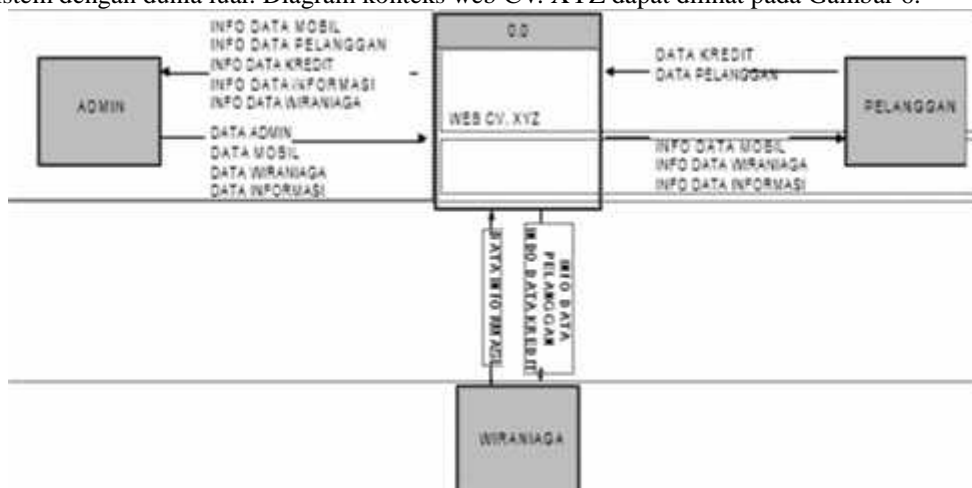 sistem dengan dunia luar. Diagram konteks web CV. XYZ dapat dilihat pada Gambar 6.
INFO DATA MOBIL
INFO DATA PELANGGAN
INFO DATA KREDIT
INFO DATA INFORMASI
INFO DATA WIRANIAGA
ADMIN
DATA ADMIN
DATA MOBIL
DATA WIRANIAGA
DATA INFORMASI
0.0
WEB CV. XYZ
DATA KREDIT
DATA PELANGGAN
PELANGGAN
INFO DATA MOBIL
INFO DATA WIRANIAGA
INFO DATA INFORMASI
DATA INFORMASI
INFO DATA
PELANGGAN
INFO DATA KREDIT
WIRANIAGA